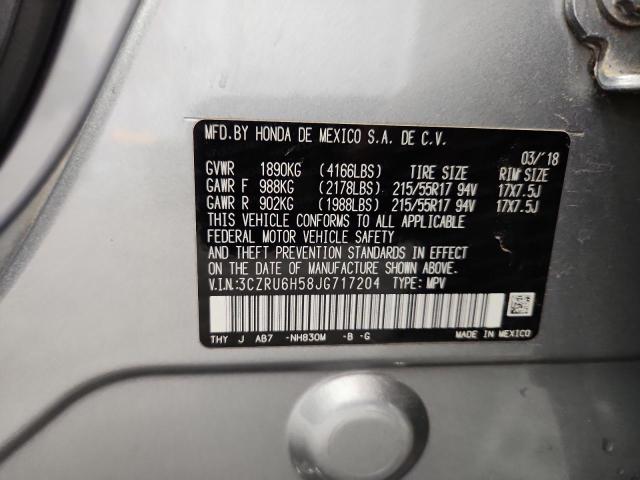 MFD.BY HONDA DE MEXICO S.A. DE C.V.
03/'18
GVWR 1890KG (4166LBS) TIRE SIZE RIM SIZE
GAWR F 988KG (2178LBS) 215/55R17 94V 17X7.5J
GAWR R 902KG (1988LBS) 215/55R17 94V 17X7.5J
THIS VEHICLE CONFORMS TO ALL APPLICABLE
FEDERAL MOTOR VEHICLE SAFETY
AND THEFT PREVENTION STANDARDS IN EFFECT
ON THE DATE OF MANUFACTURE SHOWN ABOVE.
V.I.N:3CZRU6H58JG717204 TYPE: MPV
THY J AB7 -NH830M -B -G MADE IN MEXICO